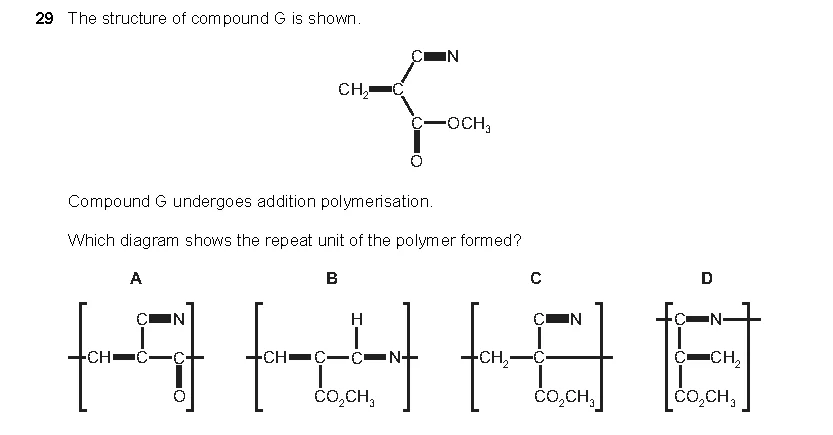 29 The structure of compound G is shown.
C N
CH2 C
C OCH3
O
Compound G undergoes addition polymerisation.
Which diagram shows the repeat unit of the polymer formed?
A B C D
C N H C N C N
CH C C CH C C N CH2 C C CH2
O CO2CH3 CO2CH3 CO2CH3